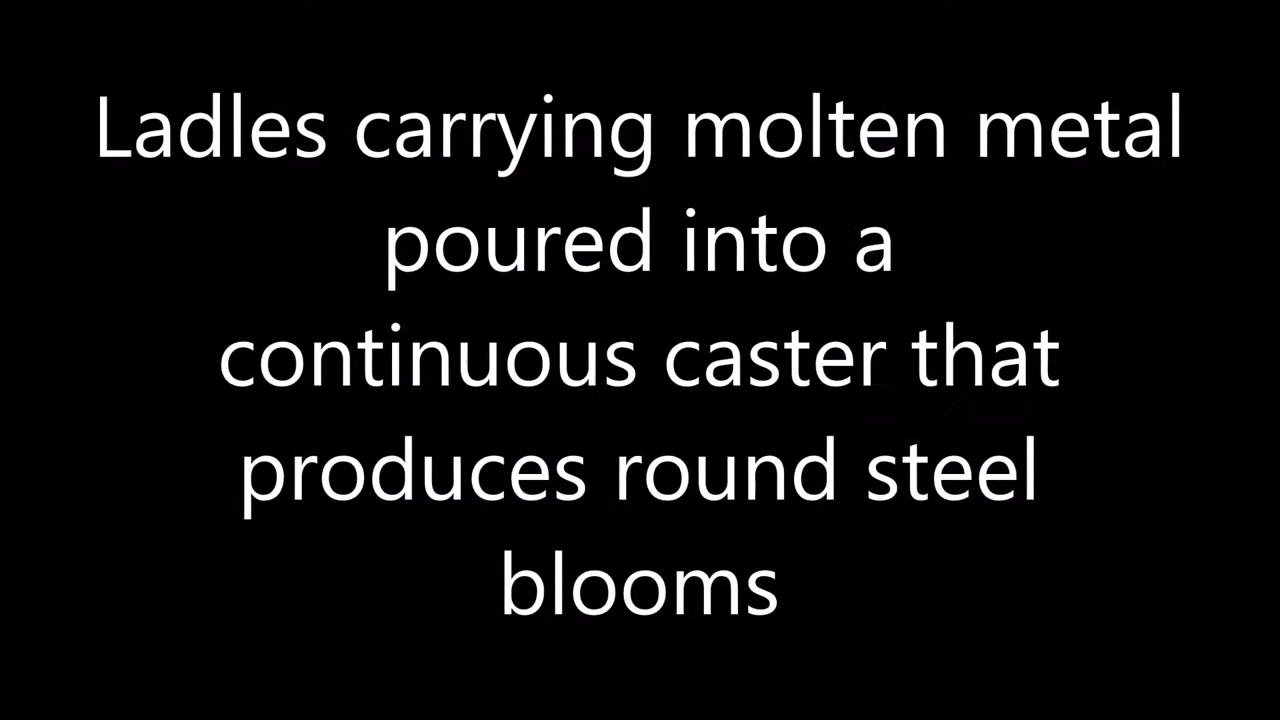 Ladles carrying molten metal
poured into a
continuous caster that
produces round steel
blooms